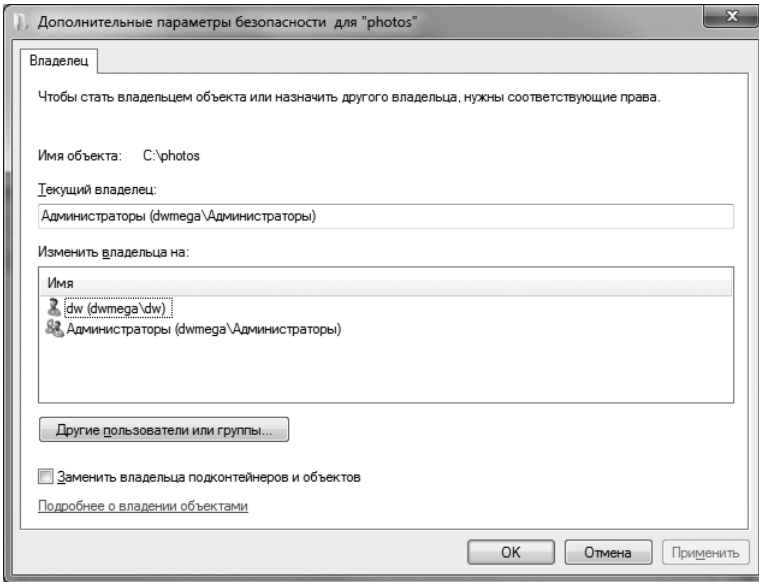 Дополнительные параметры безопасности для "photos"
Владелец
Чтобы стать владельцем объекта или назначить другого владельца, нужны соответствующие права.
Имя объекта: C:\photos
Текущий владелец:
Администраторы (dwmega\Администраторы)
Изменить владельца на:
Имя
dw (dwmega\dw)
Администраторы (dwmega\Администраторы)
Другие пользователи или группы...
Заменить владельца подконтейнеров и объектов
Подробнее о владении объектами
OK Отмена Применить